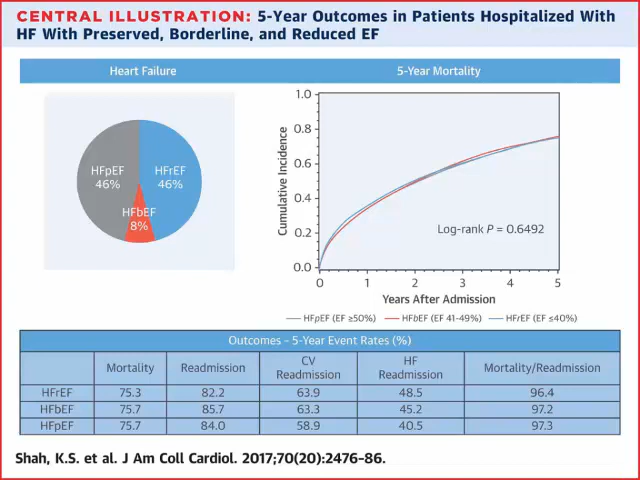 CENTRAL ILLUSTRATION: 5-Year Outcomes in Patients Hospitalized With
HF With Preserved, Borderline, and Reduced EF
Heart Failure
HFpEF
46%
HFrEF
46%
HFbEF
8%
5-Year Mortality
Cumulative Incidence
1.0
0.8
0.6
0.4
0.2
0.0
Log-rank P = 0.6492
0 1 2 3 4 5
Years After Admission
HFpEF (EF ≥50%) HFbEF (EF 41-49%) HFrEF (EF ≤40%)
Outcomes – 5-Year Event Rates (%)
Mortality Readmission CV Readmission HF Readmission Mortality/Readmission
HFrEF 75.3 82.2 63.9 48.5 96.4
HFbEF 75.7 85.7 63.3 45.2 97.2
HFpEF 75.7 84.0 58.9 40.5 97.3
Shah, K.S. et al. J Am Coll Cardiol. 2017;70(20):2476–86.